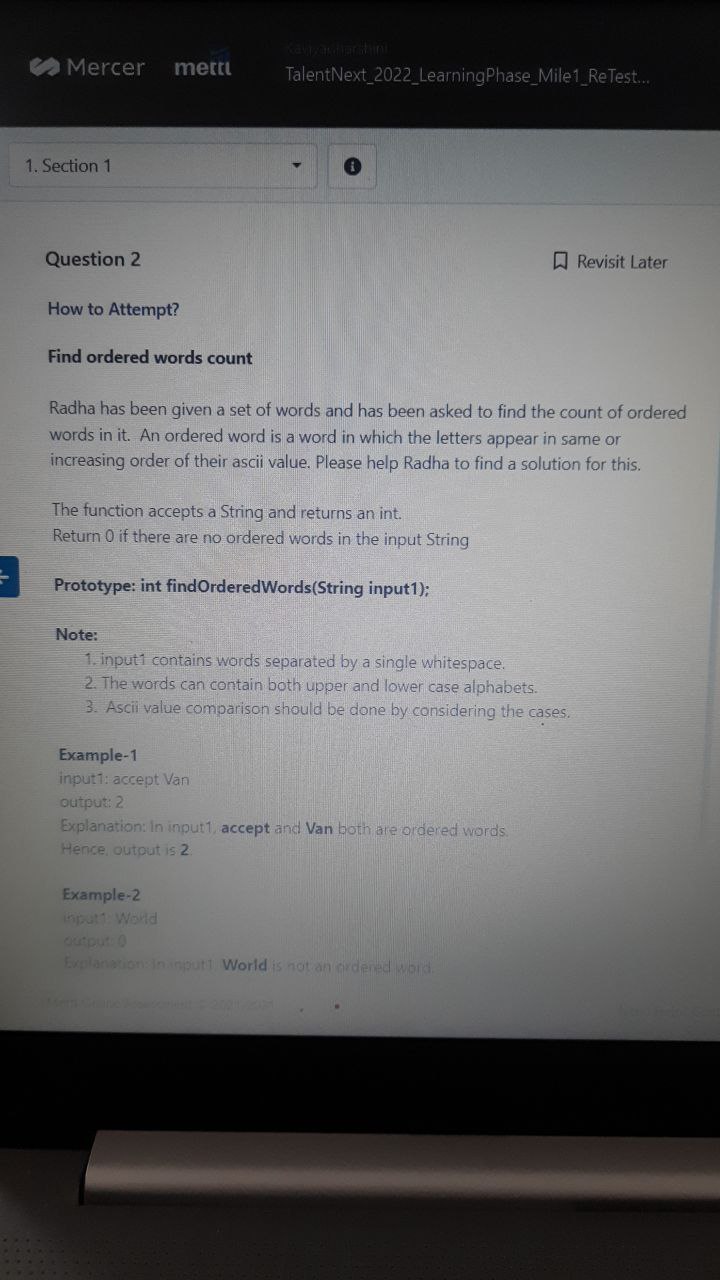 Mercer mettl
Kaviyadharshini
TalentNext_2022_LearningPhase_Mile1_ReTest...
1. Section 1
Question 2
Revisit Later
How to Attempt?
Find ordered words count
Radha has been given a set of words and has been asked to find the count of ordered
words in it. An ordered word is a word in which the letters appear in same or
increasing order of their ascii value. Please help Radha to find a solution for this.
The function accepts a String and returns an int.
Return 0 if there are no ordered words in the input String
Prototype: int findOrderedWords(String input1);
Note:
1. input1 contains words separated by a single whitespace.
2. The words can contain both upper and lower case alphabets.
3. Ascii value comparison should be done by considering the cases.
Example-1
input1: accept Van
output: 2
Explanation: In input1, accept and Van both are ordered words.
Hence, output is 2.
Example-2
input1: World
output: 0
Explanation: In input1, World is not an ordered word.